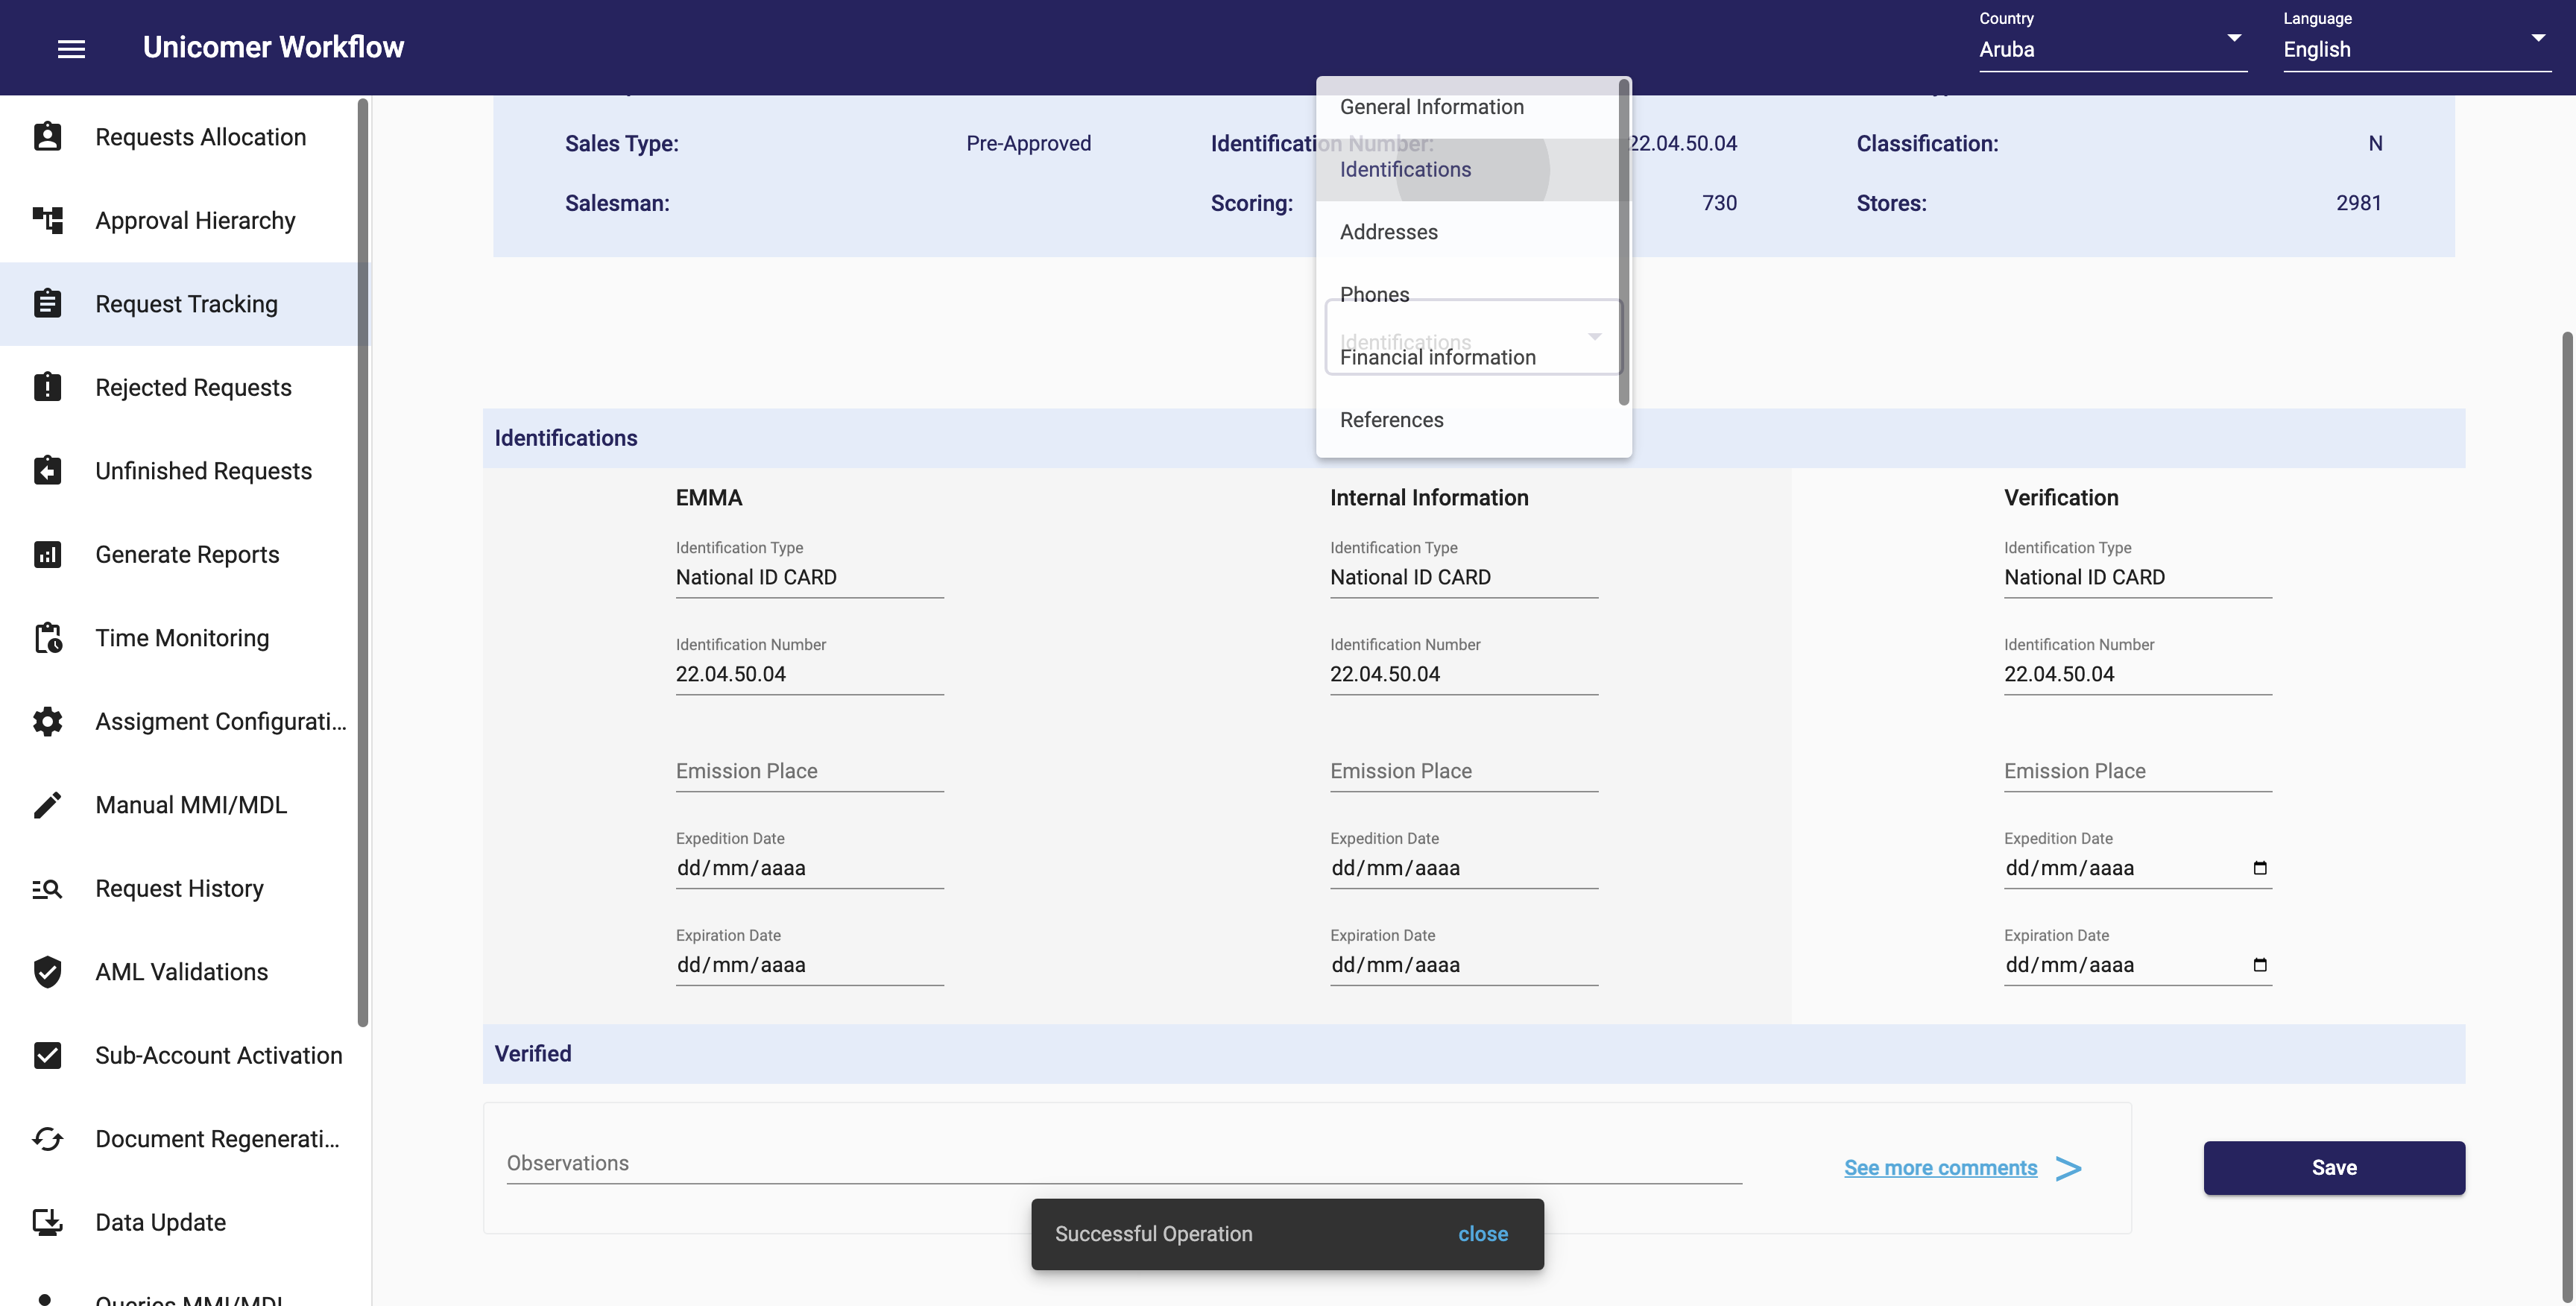 Unicomer Workflow
Country
Aruba
Language
English
Requests Allocation
Approval Hierarchy
Request Tracking
Rejected Requests
Unfinished Requests
Generate Reports
Time Monitoring
Assigment Configurati...
Manual MMI/MDL
Request History
AML Validations
Sub-Account Activation
Document Regenerati...
Data Update
Queries MMI/MDL
Sales Type:
Pre-Approved
Identification Number:
22.04.50.04
Classification:
N
Salesman:
Scoring:
730
Stores:
2981
General Information
Identifications
Addresses
Phones
Identifications
Financial information
References
Identifications
EMMA
Internal Information
Verification
Identification Type
National ID CARD
Identification Type
National ID CARD
Identification Type
National ID CARD
Identification Number
22.04.50.04
Identification Number
22.04.50.04
Identification Number
22.04.50.04
Emission Place
Emission Place
Emission Place
Expedition Date
dd/mm/aaaa
Expedition Date
dd/mm/aaaa
Expedition Date
dd/mm/aaaa
Expiration Date
dd/mm/aaaa
Expiration Date
dd/mm/aaaa
Expiration Date
dd/mm/aaaa
Verified
Observations
See more comments >
Save
Successful Operation
close